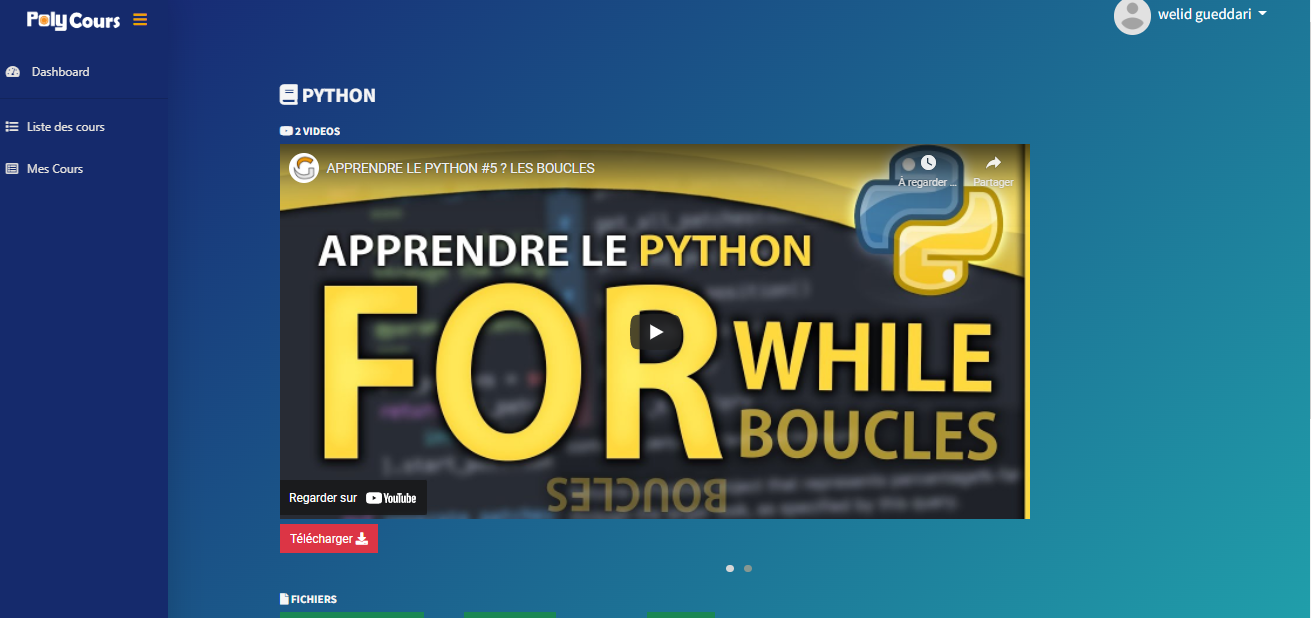 PolyCours
welid gueddari
Dashboard
Liste des cours
Mes Cours
PYTHON
2 VIDEOS
APPRENDRE LE PYTHON #5 ? LES BOUCLES
À regarder ...
Partager
APPRENDRE LE PYTHON
FOR
WHILE
BOUCLES
BOUCLES
Regarder sur YouTube
Télécharger
FICHIERS